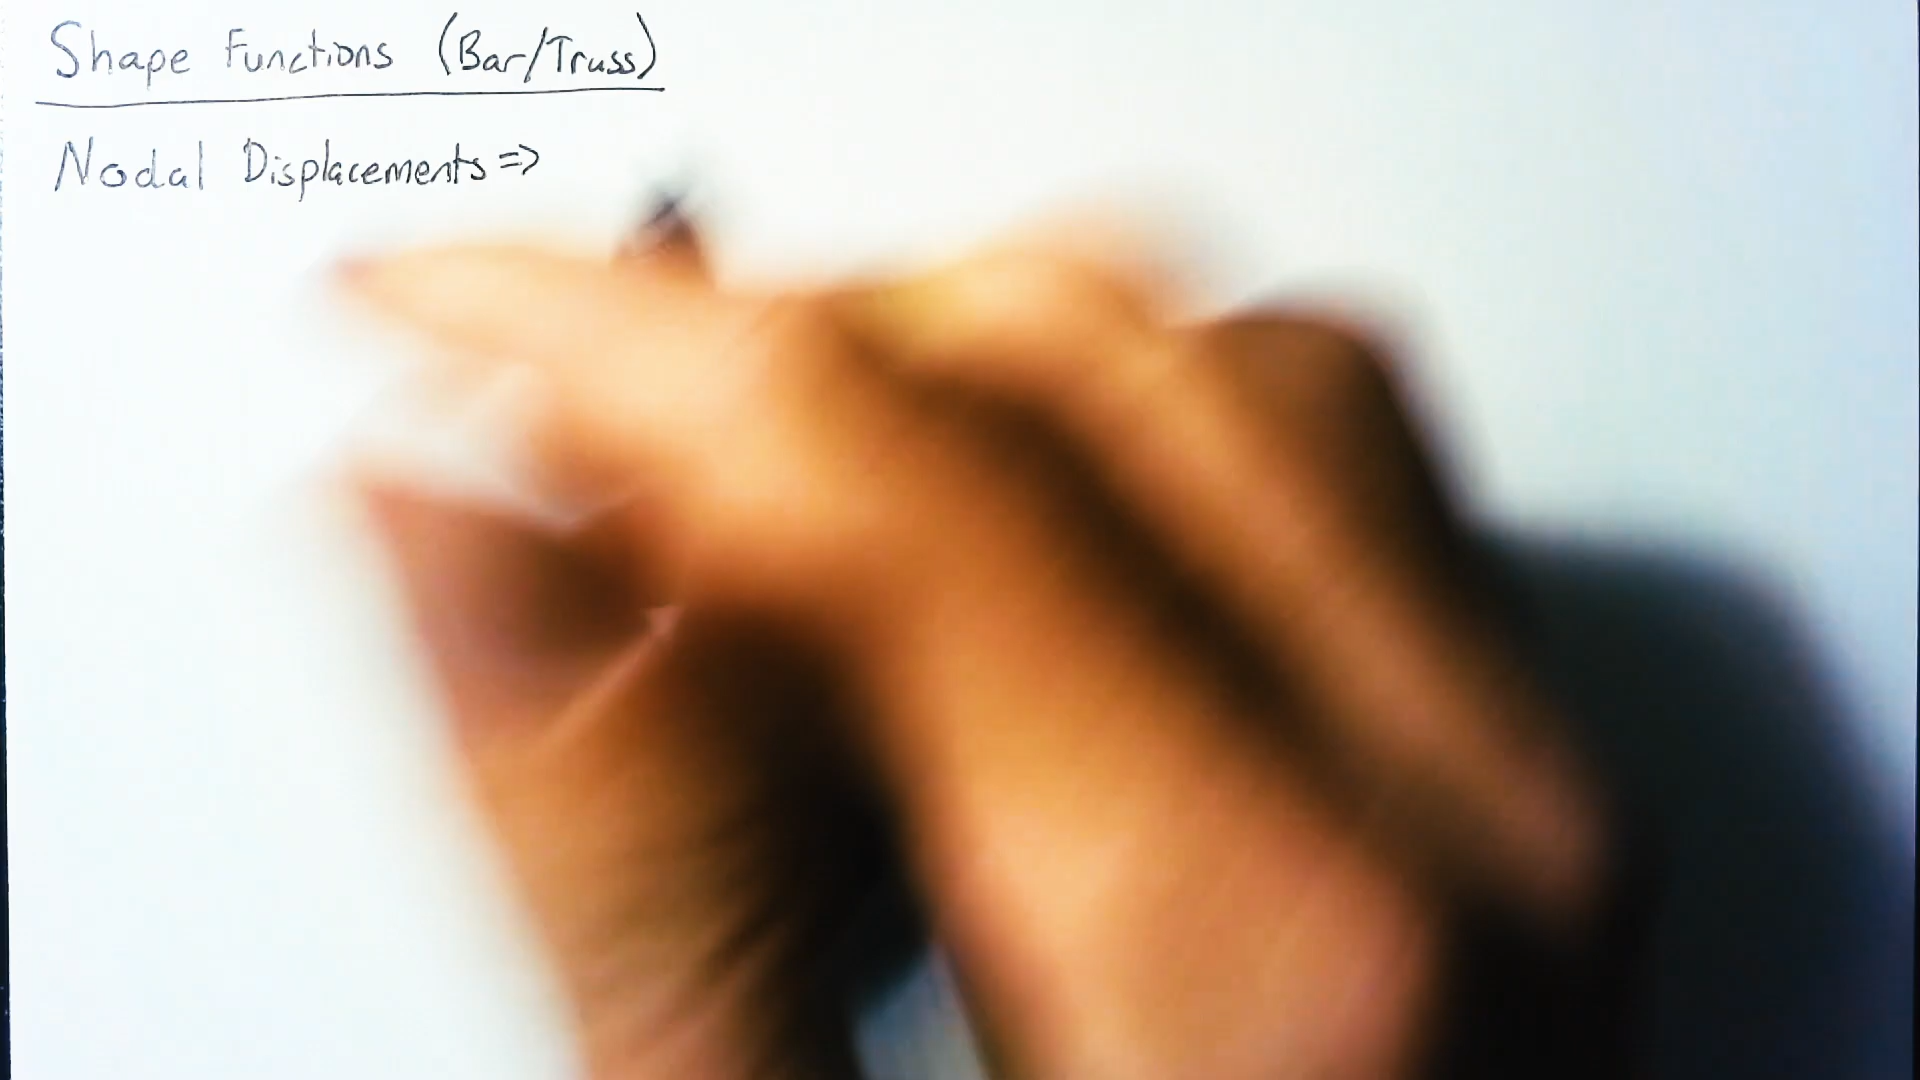 Shape Functions (Bar/Truss)
Nodal Displacements =>